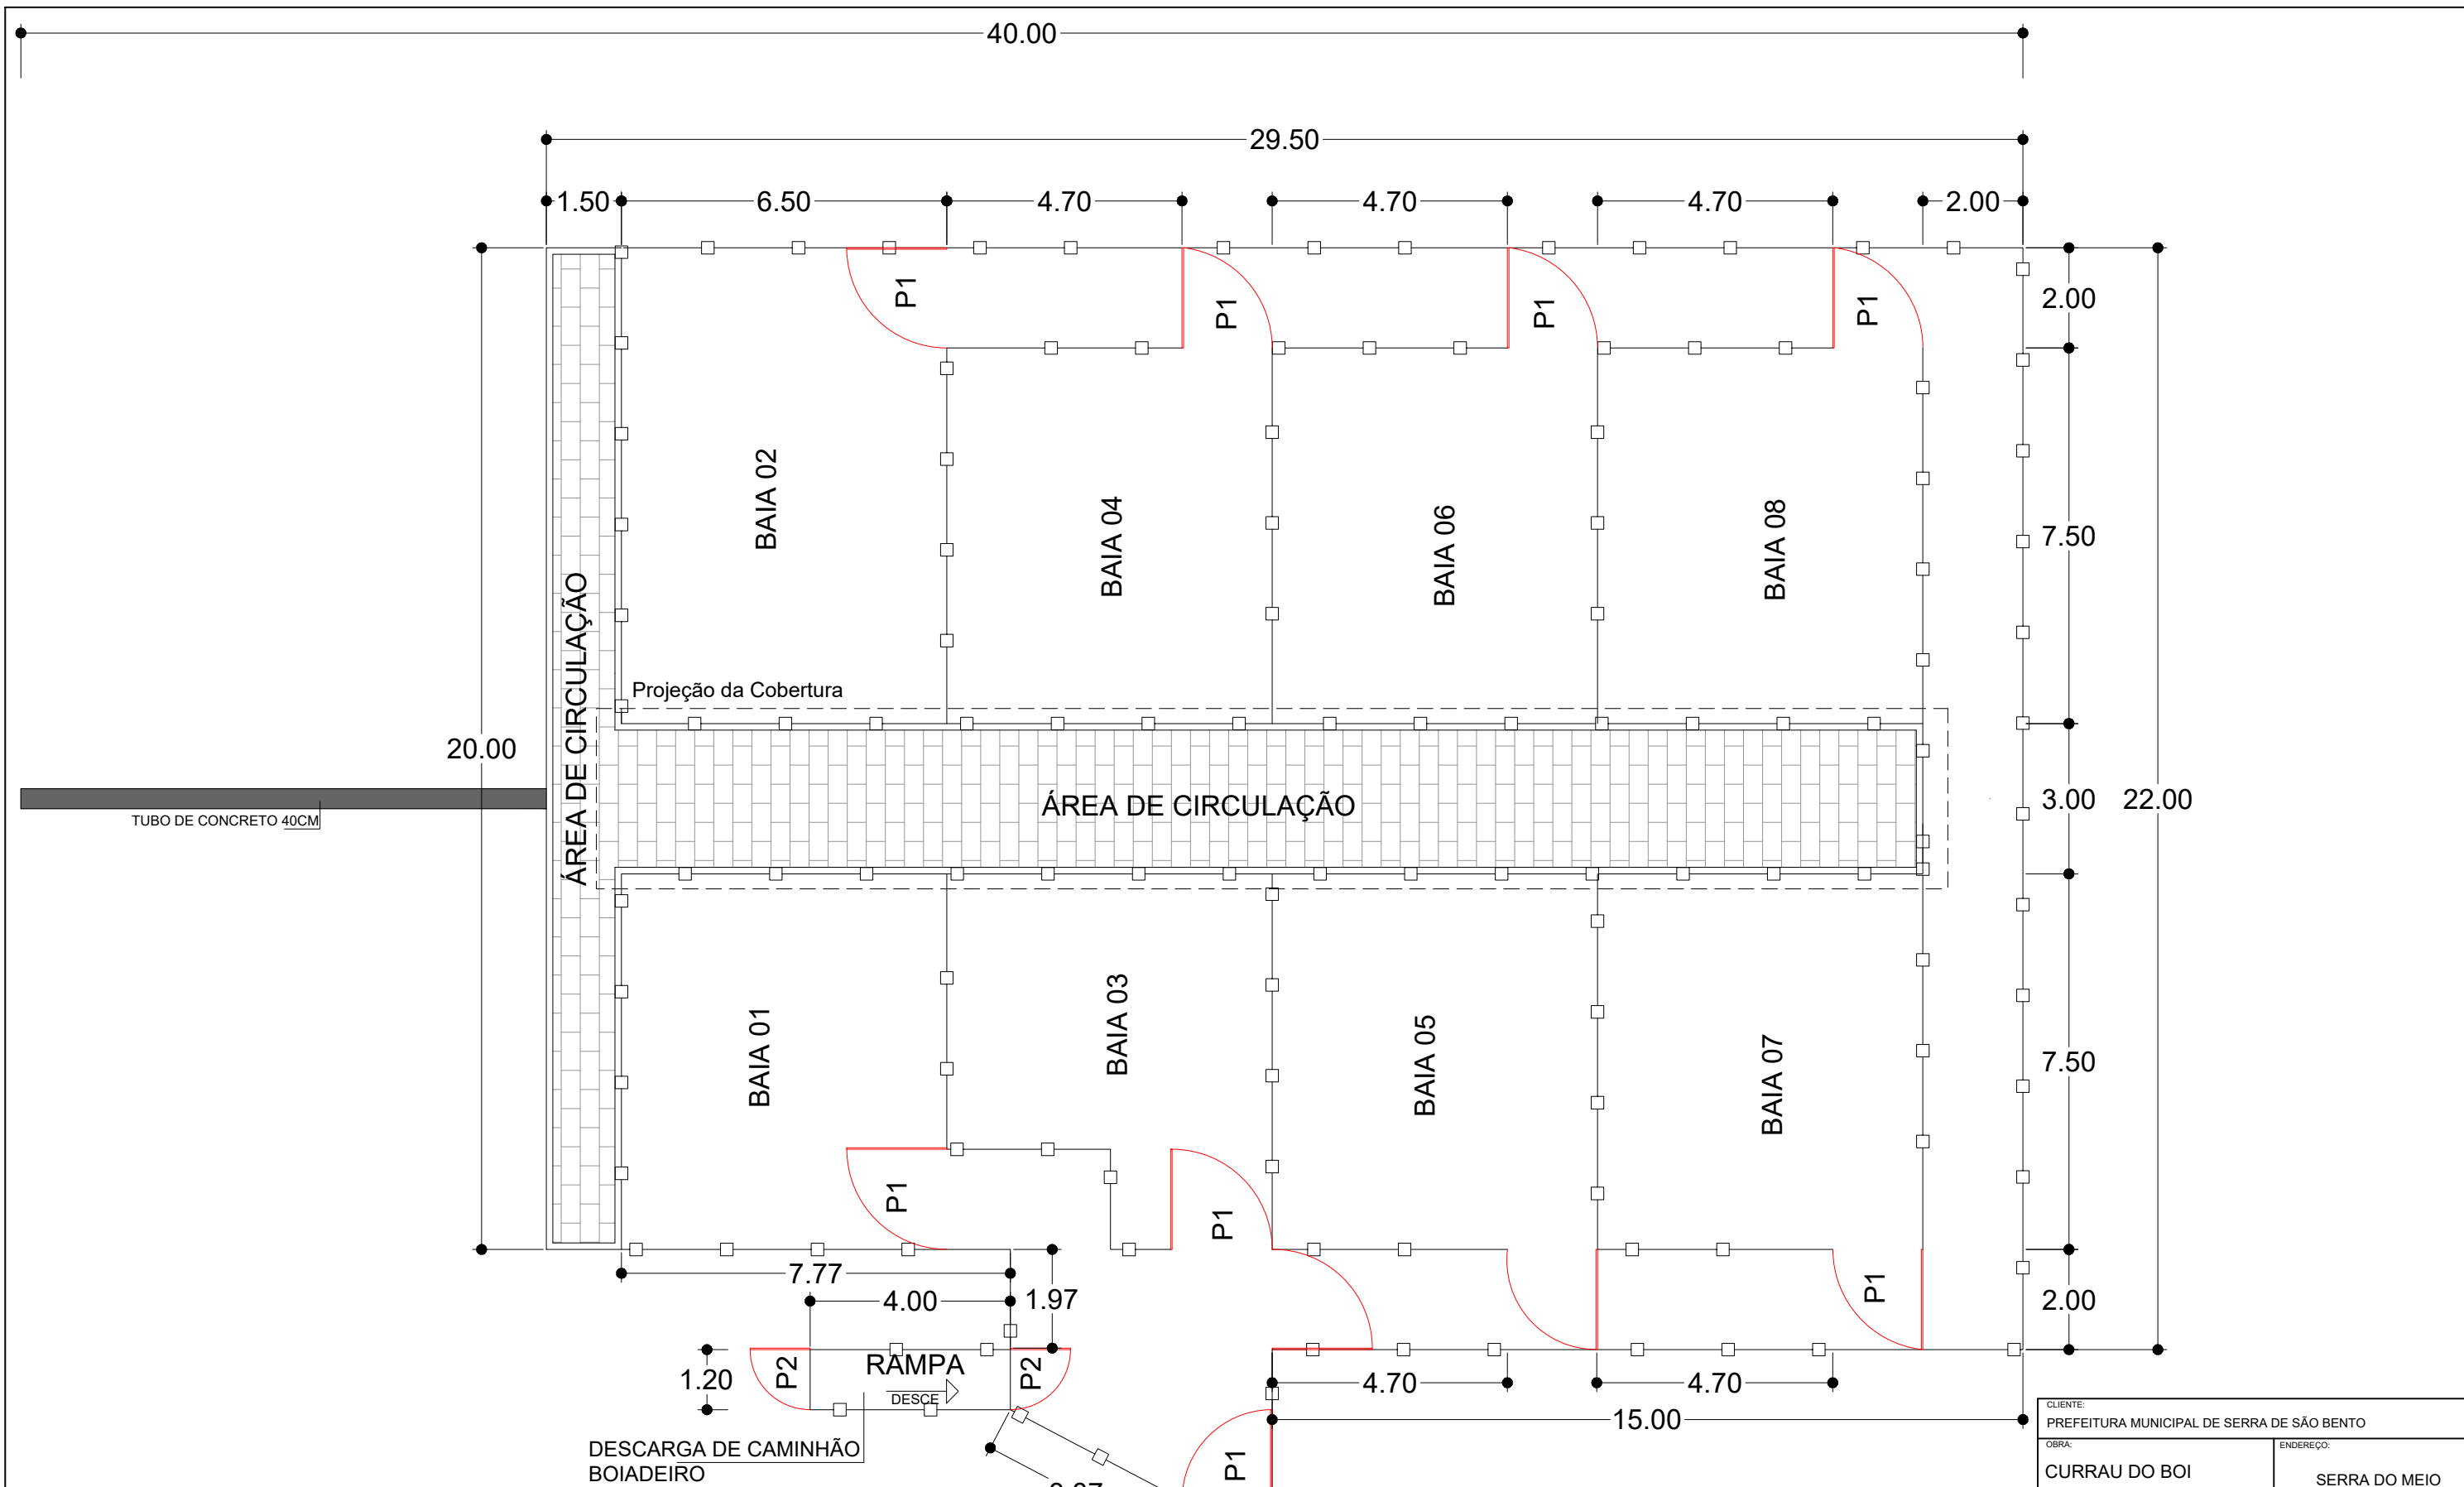 40.00
29.50
1.50
6.50
4.70
4.70
4.70
2.00
P1
P1
P1
P1
2.00
BAIA 02
BAIA 04
BAIA 06
BAIA 08
7.50
ÁREA DE CIRCULAÇÃO
Projeção da Cobertura
20.00
ÁREA DE CIRCULAÇÃO
3.00
22.00
TUBO DE CONCRETO 40CM
BAIA 01
BAIA 03
BAIA 05
BAIA 07
7.50
P1
P1
P1
7.77
4.00
1.97
2.00
1.20
P2
RAMPA
DESCE
P2
4.70
4.70
15.00
DESCARGA DE CAMINHÃO
BOIADEIRO
P1
CLIENTE:
PREFEITURA MUNICIPAL DE SERRA DE SÃO BENTO
OBRA:
CURRAU DO BOI
ENDEREÇO:
SERRA DO MEIO